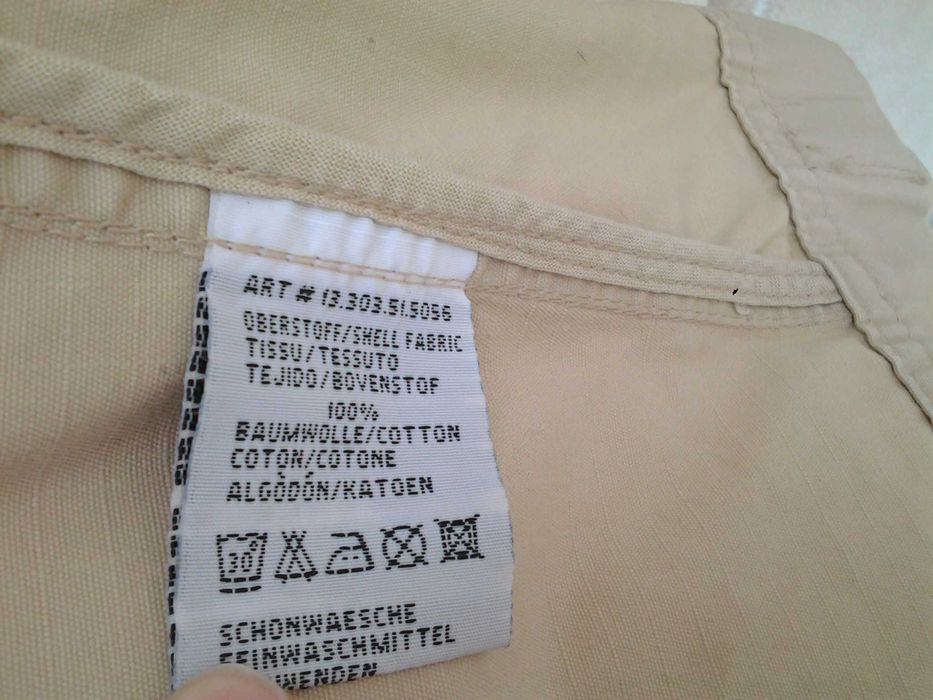 ART # 13.303.51.5056
OBERSTOFF/SHELL FABRIC
TISSU/TESSUTO
TEJIDO/BOVENSTOF
100%
BAUMWOLLE/COTTON
COTON/COTONE
ALGÒDÓN/KATOEN
30°
SCHONWAESCHE
FEINWASCHMITTEL